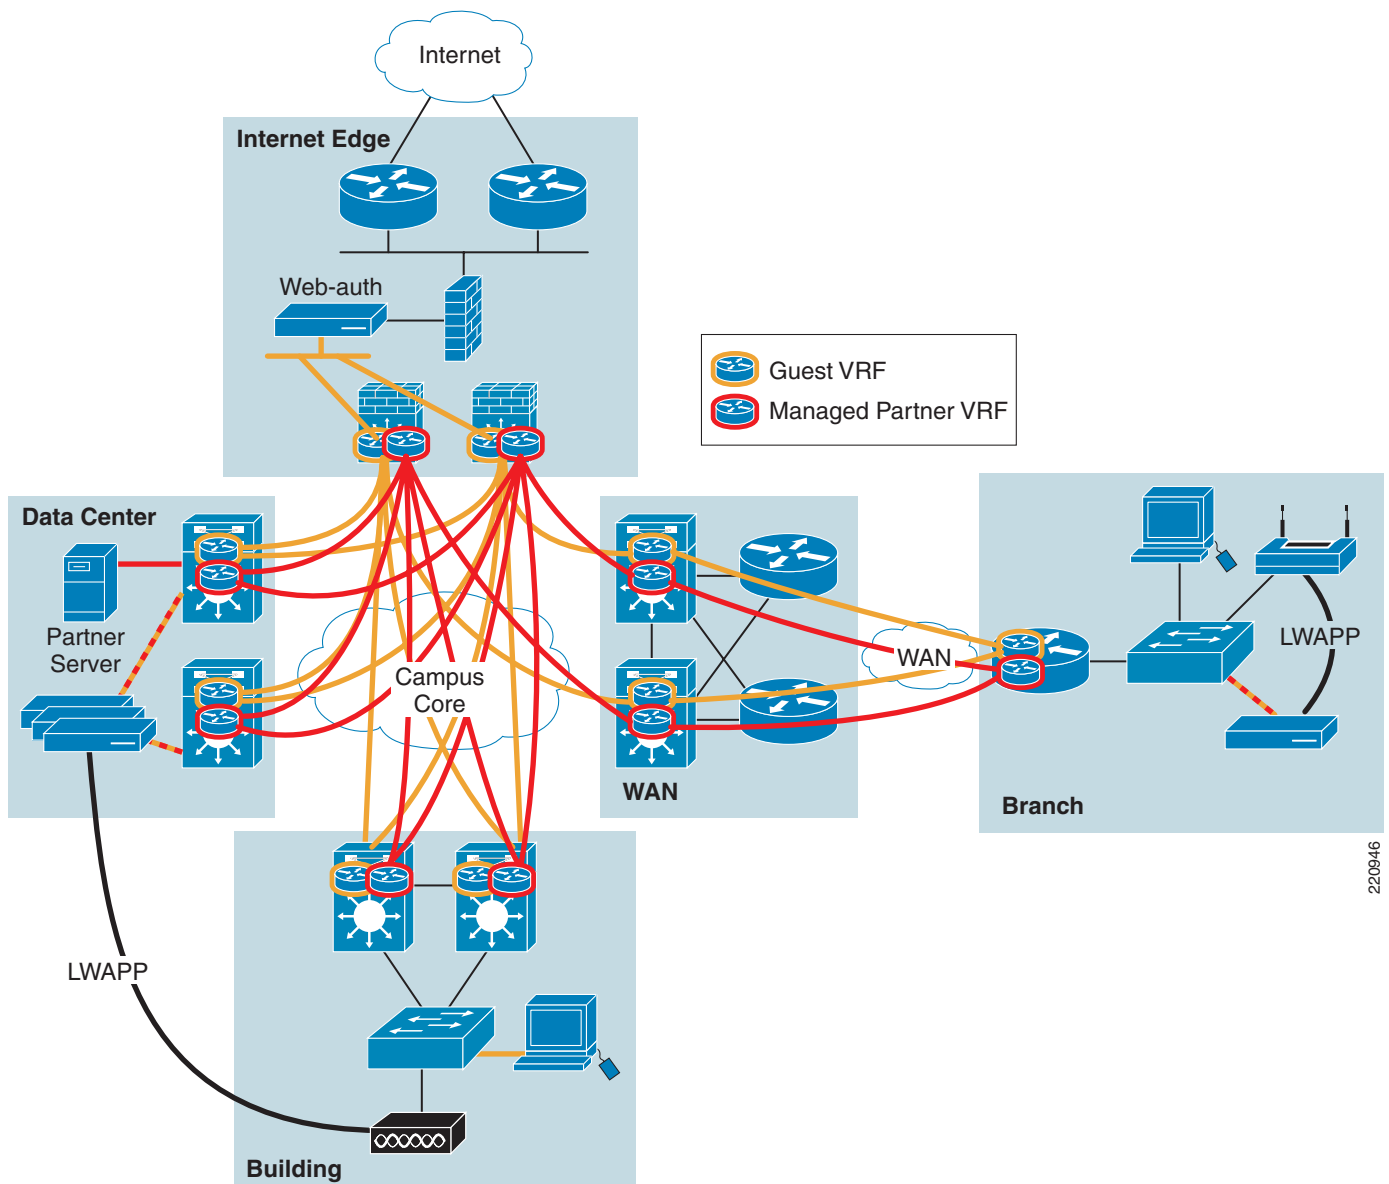 Internet
Internet Edge
Web-auth
Guest VRF
Managed Partner VRF
Data Center
Partner
Server
Campus
Core
WAN
WAN
LWAPP
Branch
220946
LWAPP
Building